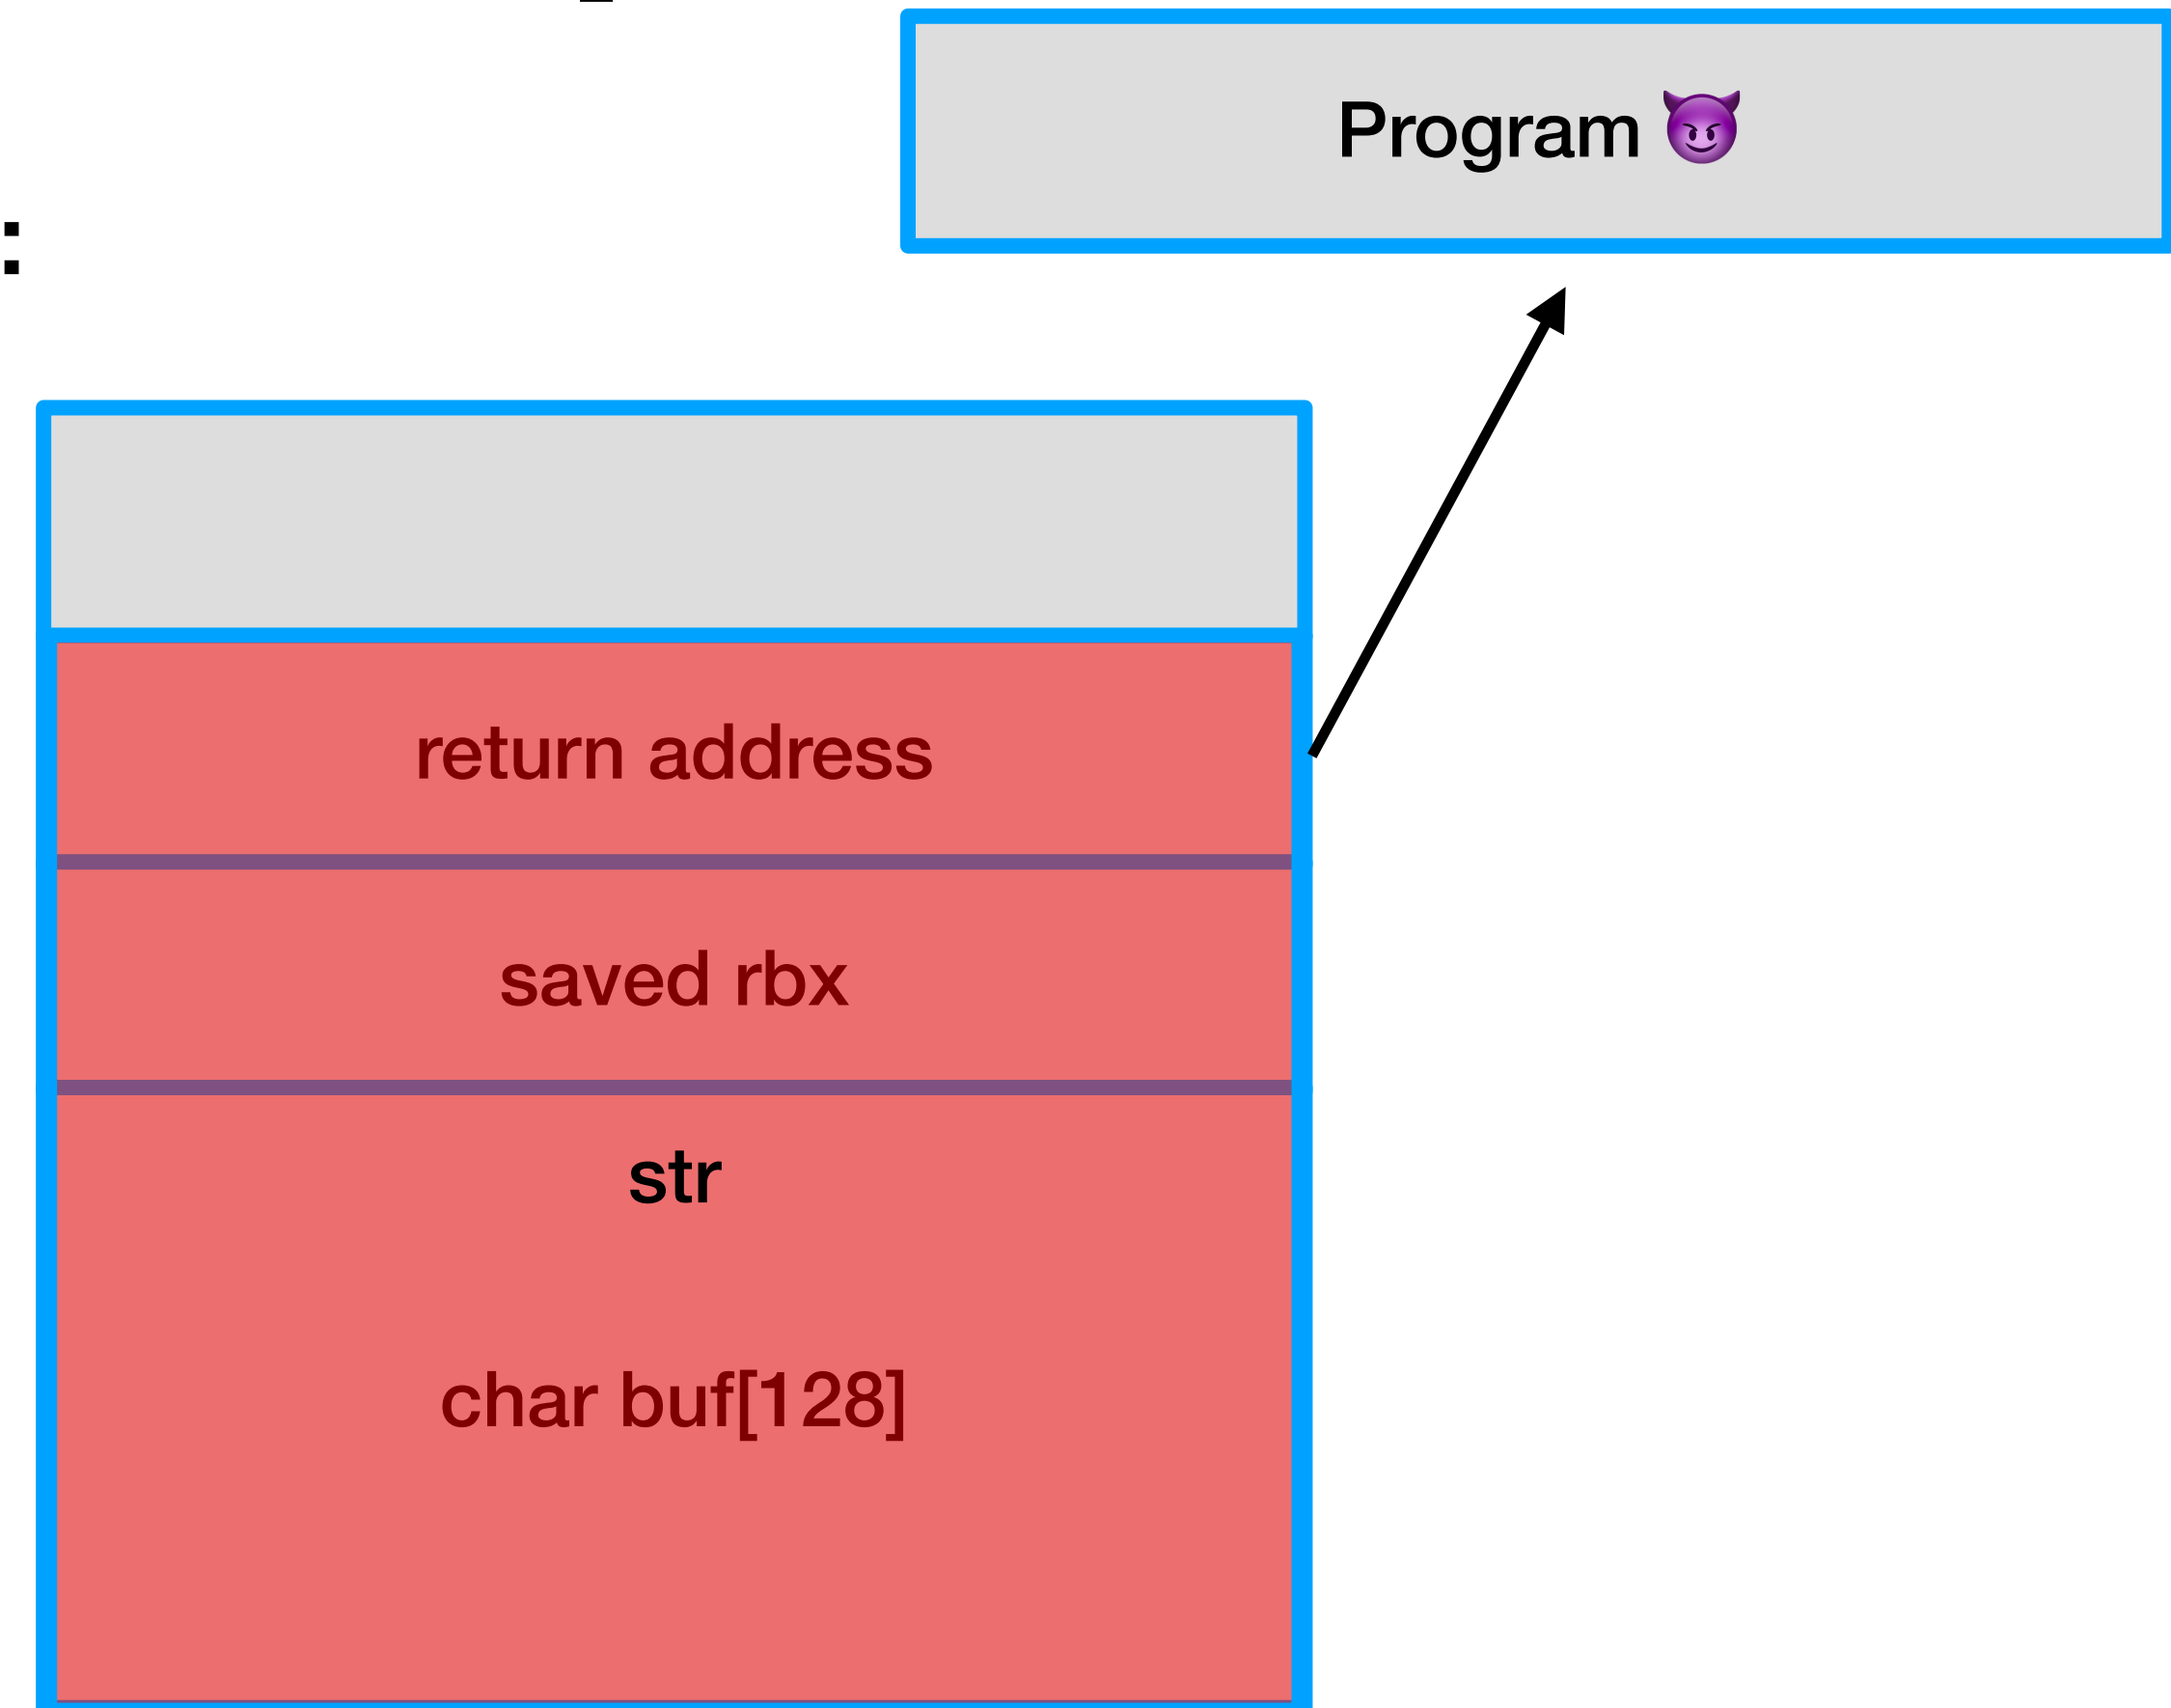 Program 😈
:
return address
saved rbx
str
char buf[128]